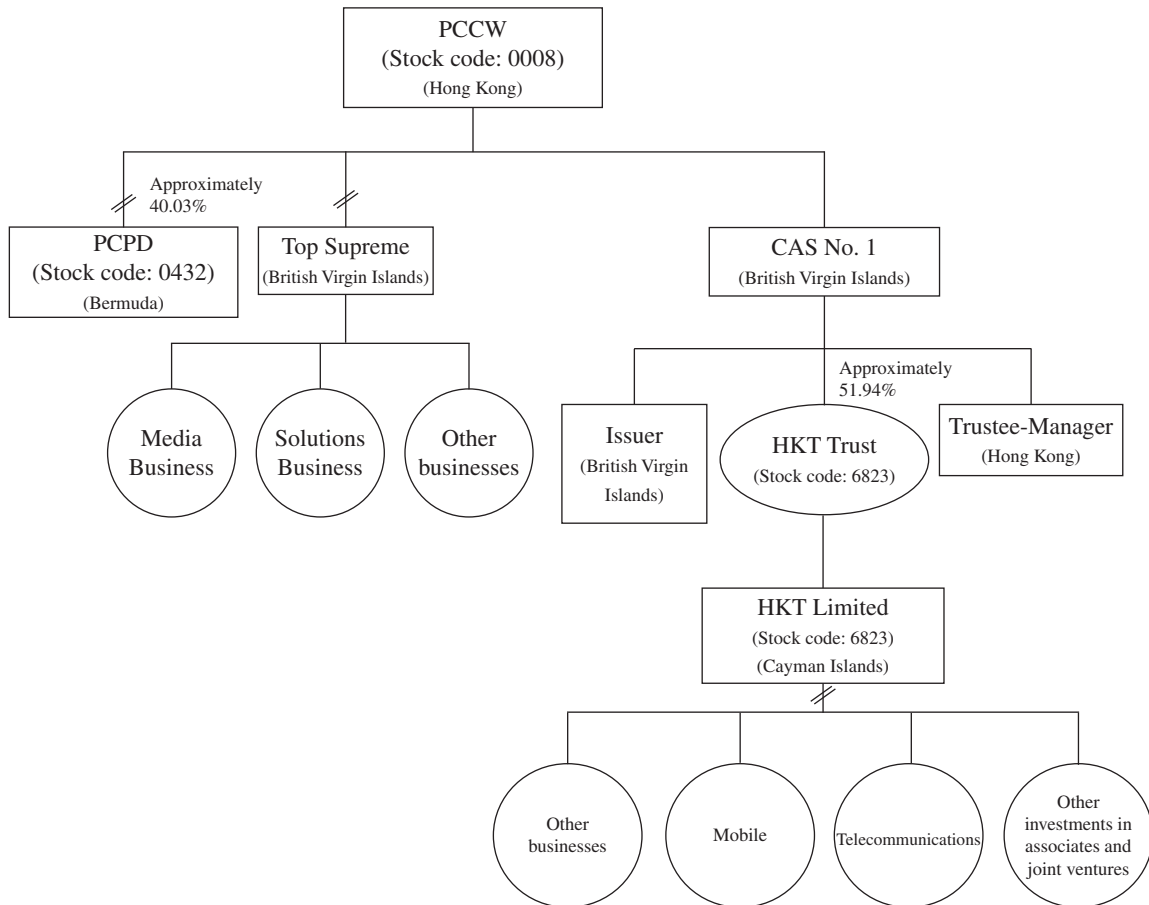 PCCW
(Stock code: 0008)
(Hong Kong)
Approximately
40.03%
PCPD
(Stock code: 0432)
(Bermuda)
Top Supreme
(British Virgin Islands)
CAS No. 1
(British Virgin Islands)
Approximately
51.94%
Media
Business
Solutions
Business
Other
businesses
Issuer
(British Virgin
Islands)
HKT Trust
(Stock code: 6823)
Trustee-Manager
(Hong Kong)
HKT Limited
(Stock code: 6823)
(Cayman Islands)
Other
businesses
Mobile
Telecommunications
Other
investments in
associates and
joint ventures